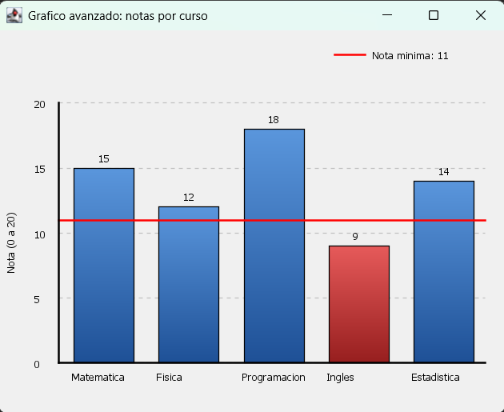 Grafico avanzado: notas por curso
Nota minima: 11
20
18
15
15
14
12
10
9
5
0
Nota (0 a 20)
Matematica
Fisica
Programacion
Ingles
Estadistica